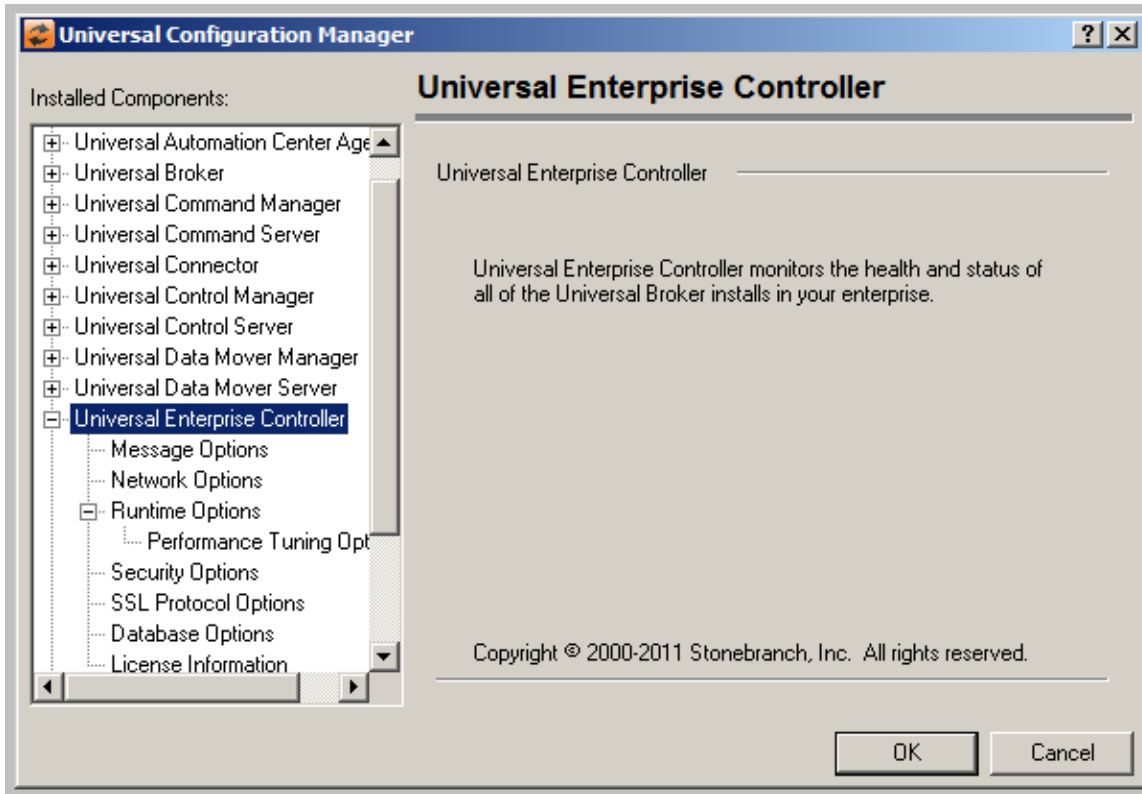 Universal Configuration Manager
Installed Components:
Universal Automation Center Age
Universal Broker
Universal Command Manager
Universal Command Server
Universal Connector
Universal Control Manager
Universal Control Server
Universal Data Mover Manager
Universal Data Mover Server
Universal Enterprise Controller
Message Options
Network Options
Runtime Options
Performance Tuning Opt
Security Options
SSL Protocol Options
Database Options
License Information
Universal Enterprise Controller
Universal Enterprise Controller
Universal Enterprise Controller monitors the health and status of
all of the Universal Broker installs in your enterprise.
Copyright © 2000-2011 Stonebranch, Inc. All rights reserved.
OK
Cancel